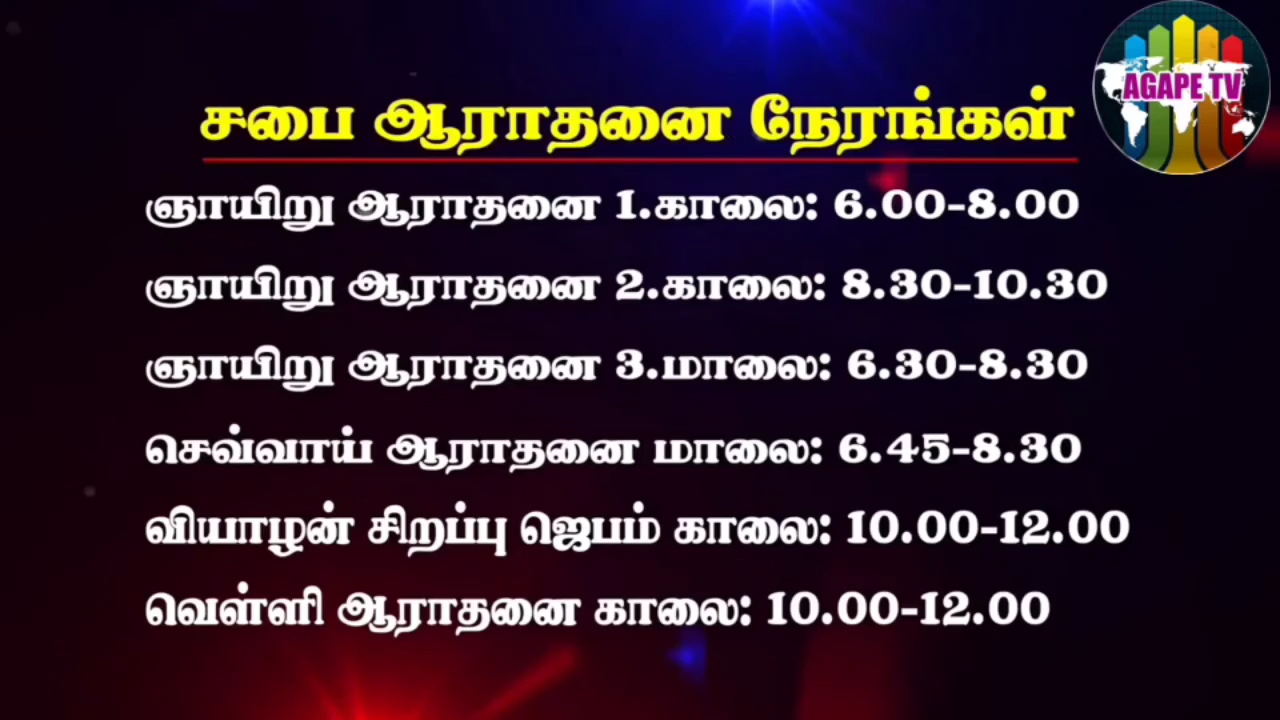 AGAPE TV
சபை ஆராதனை நேரங்கள்
ஞாயிறு ஆராதனை 1.காலை: 6.00-8.00
ஞாயிறு ஆராதனை 2.காலை: 8.30-10.30
ஞாயிறு ஆராதனை 3.மாலை: 6.30-8.30
செவ்வாய் ஆராதனை மாலை: 6.45-8.30
வியாழன் சிறப்பு ஜெபம் காலை: 10.00-12.00
வெள்ளி ஆராதனை காலை: 10.00-12.00